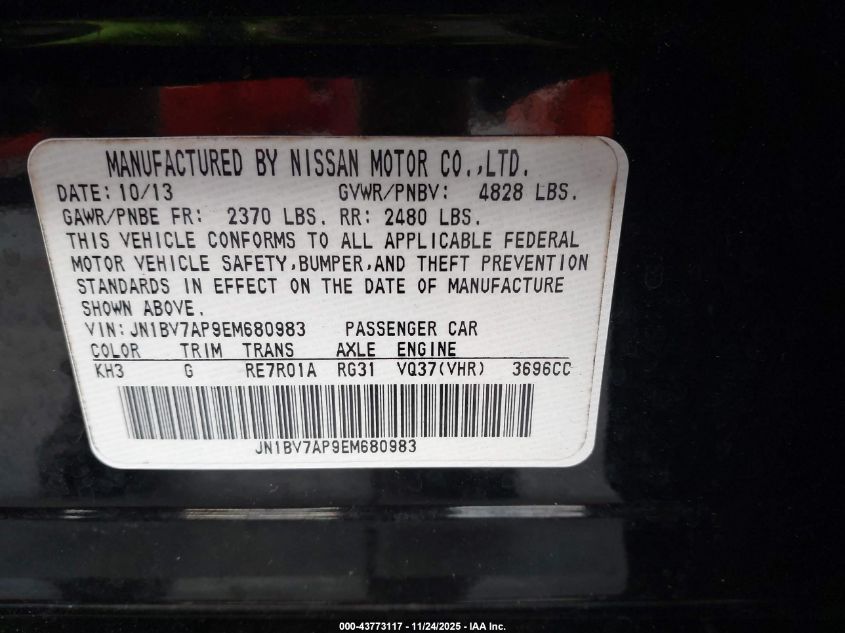 MANUFACTURED BY NISSAN MOTOR CO.,LTD.
DATE: 10/13 GVWR/PNBV: 4828 LBS.
GAWR/PNBE FR: 2370 LBS. RR: 2480 LBS.
THIS VEHICLE CONFORMS TO ALL APPLICABLE FEDERAL
MOTOR VEHICLE SAFETY,BUMPER,AND THEFT PREVENTION
STANDARDS IN EFFECT ON THE DATE OF MANUFACTURE
SHOWN ABOVE.
VIN: JN1BV7AP9EM680983 PASSENGER CAR
COLOR TRIM TRANS AXLE ENGINE
KH3 G RE7R01A RG31 VQ37(VHR) 3696CC
JN1BV7AP9EM680983
000-43773117 - 11/24/2025 - IAA Inc.